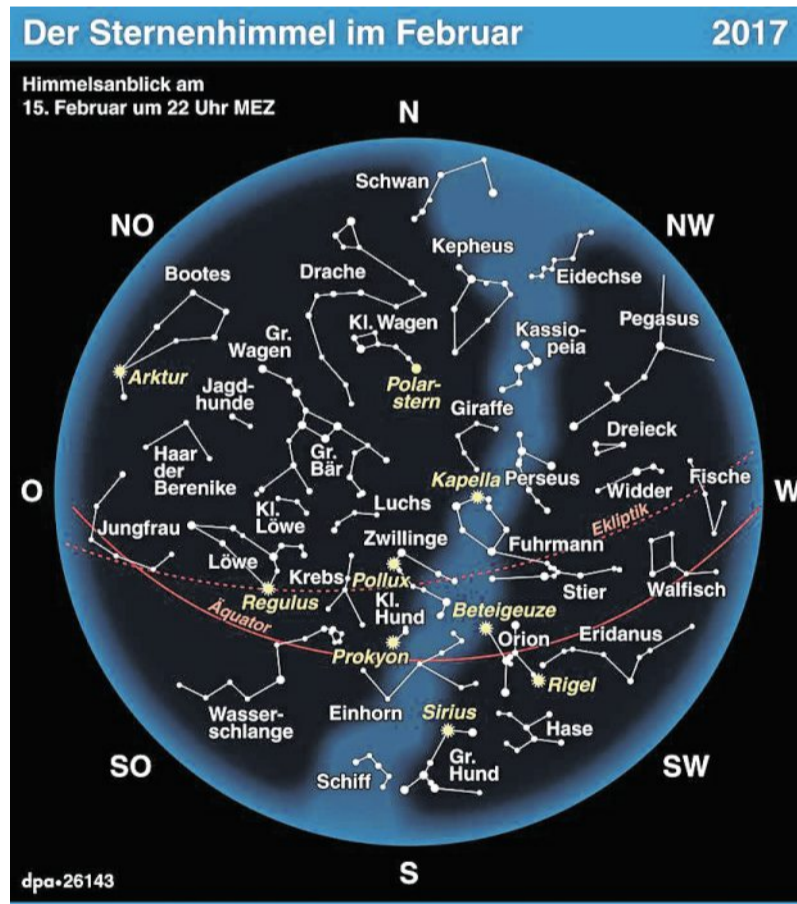 Der Sternenhimmel im Februar 2017
Himmelsanblick am
15. Februar um 22 Uhr MEZ
N
Schwan
NO
NW
Kepheus
Bootes
Drache
Eidechse
Gr.
Wagen
Kl. Wagen
Pegasus
Kassio-
peia
Arktur
Jagd-
hunde
Polar-
stern
Giraffe
Dreieck
Haar
der
Berenike
Gr.
Bär
O
Kapella
Perseus
Widder
Fische
W
Kl.
Löwe
Luchs
Ekliptik
Jungfrau
Zwillinge
Fuhrmann
Löwe
Krebs
Pollux
Stier
Walfisch
Regulus
Kl.
Hund
Äquator
Beteigeuze
Orion
Eridanus
Prokyon
Rigel
Wasser-
schlange
Einhorn
Sirius
Hase
SO
Schiff
Gr.
Hund
SW
S
dpa•26143